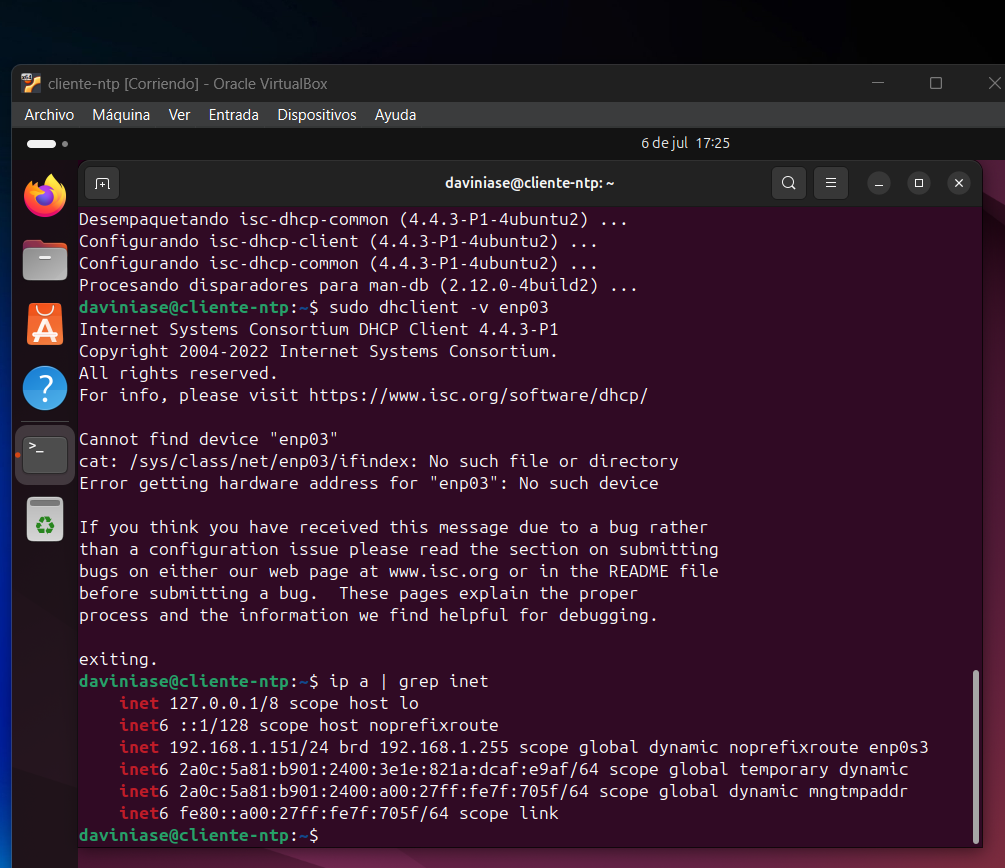 cliente-ntp [Corriendo] - Oracle VirtualBox
Archivo Máquina Ver Entrada Dispositivos Ayuda
6 de jul 17:25
daviniase@cliente-ntp: ~
Desempaquetando isc-dhcp-common (4.4.3-P1-4ubuntu2) ...
Configurando isc-dhcp-client (4.4.3-P1-4ubuntu2) ...
Configurando isc-dhcp-common (4.4.3-P1-4ubuntu2) ...
Procesando disparadores para man-db (2.12.0-4build2) ...
daviniase@cliente-ntp:~$ sudo dhclient -v enp03
Internet Systems Consortium DHCP Client 4.4.3-P1
Copyright 2004-2022 Internet Systems Consortium.
All rights reserved.
For info, please visit https://www.isc.org/software/dhcp/
Cannot find device "enp03"
cat: /sys/class/net/enp03/ifindex: No such file or directory
Error getting hardware address for "enp03": No such device
If you think you have received this message due to a bug rather
than a configuration issue please read the section on submitting
bugs on either our web page at www.isc.org or in the README file
before submitting a bug.  These pages explain the proper
process and the information we find helpful for debugging.
exiting.
daviniase@cliente-ntp:~$ ip a | grep inet
inet 127.0.0.1/8 scope host lo
inet6 ::1/128 scope host noprefixroute
inet 192.168.1.151/24 brd 192.168.1.255 scope global dynamic noprefixroute enp0s3
inet6 2a0c:5a81:b901:2400:3e1e:821a:dcaf:e9af/64 scope global temporary dynamic
inet6 2a0c:5a81:b901:2400:a00:27ff:fe7f:705f/64 scope global dynamic mngtmpaddr
inet6 fe80::a00:27ff:fe7f:705f/64 scope link
daviniase@cliente-ntp:~$